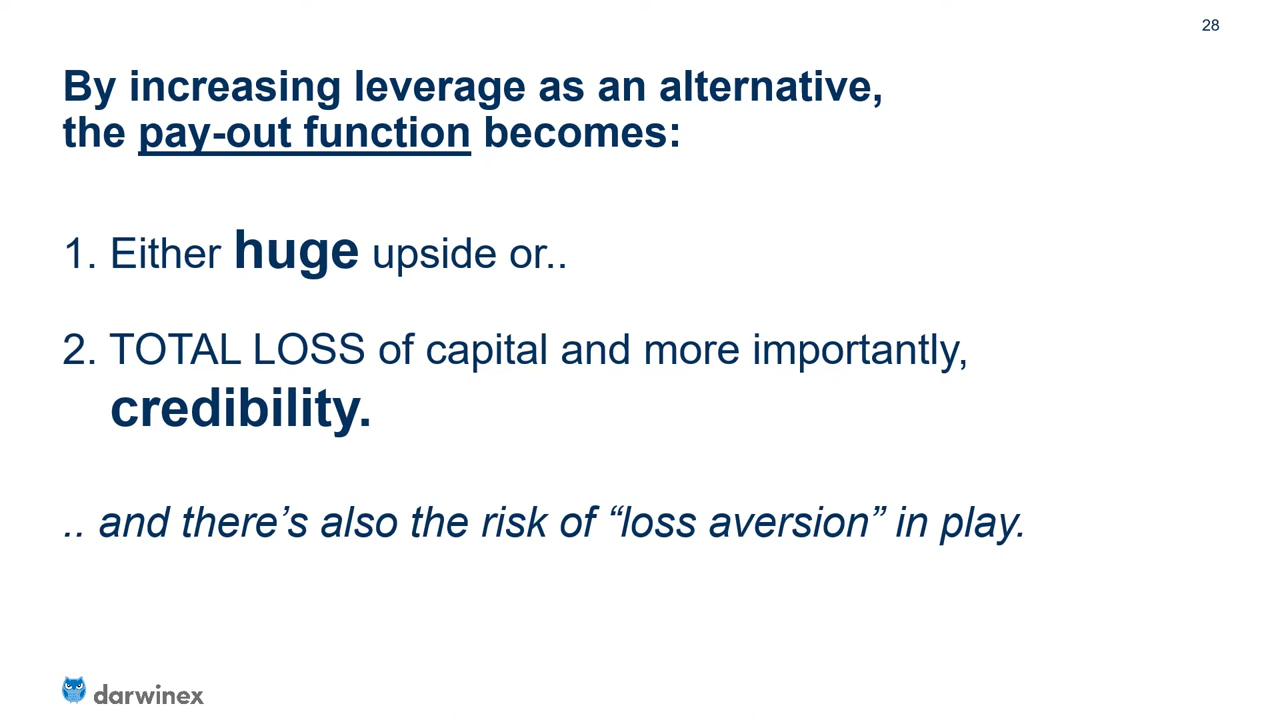 28
By increasing leverage as an alternative,
the pay-out function becomes:
1. Either huge upside or..
2. TOTAL LOSS of capital and more importantly,
credibility.
.. and there’s also the risk of “loss aversion” in play.
darwinex